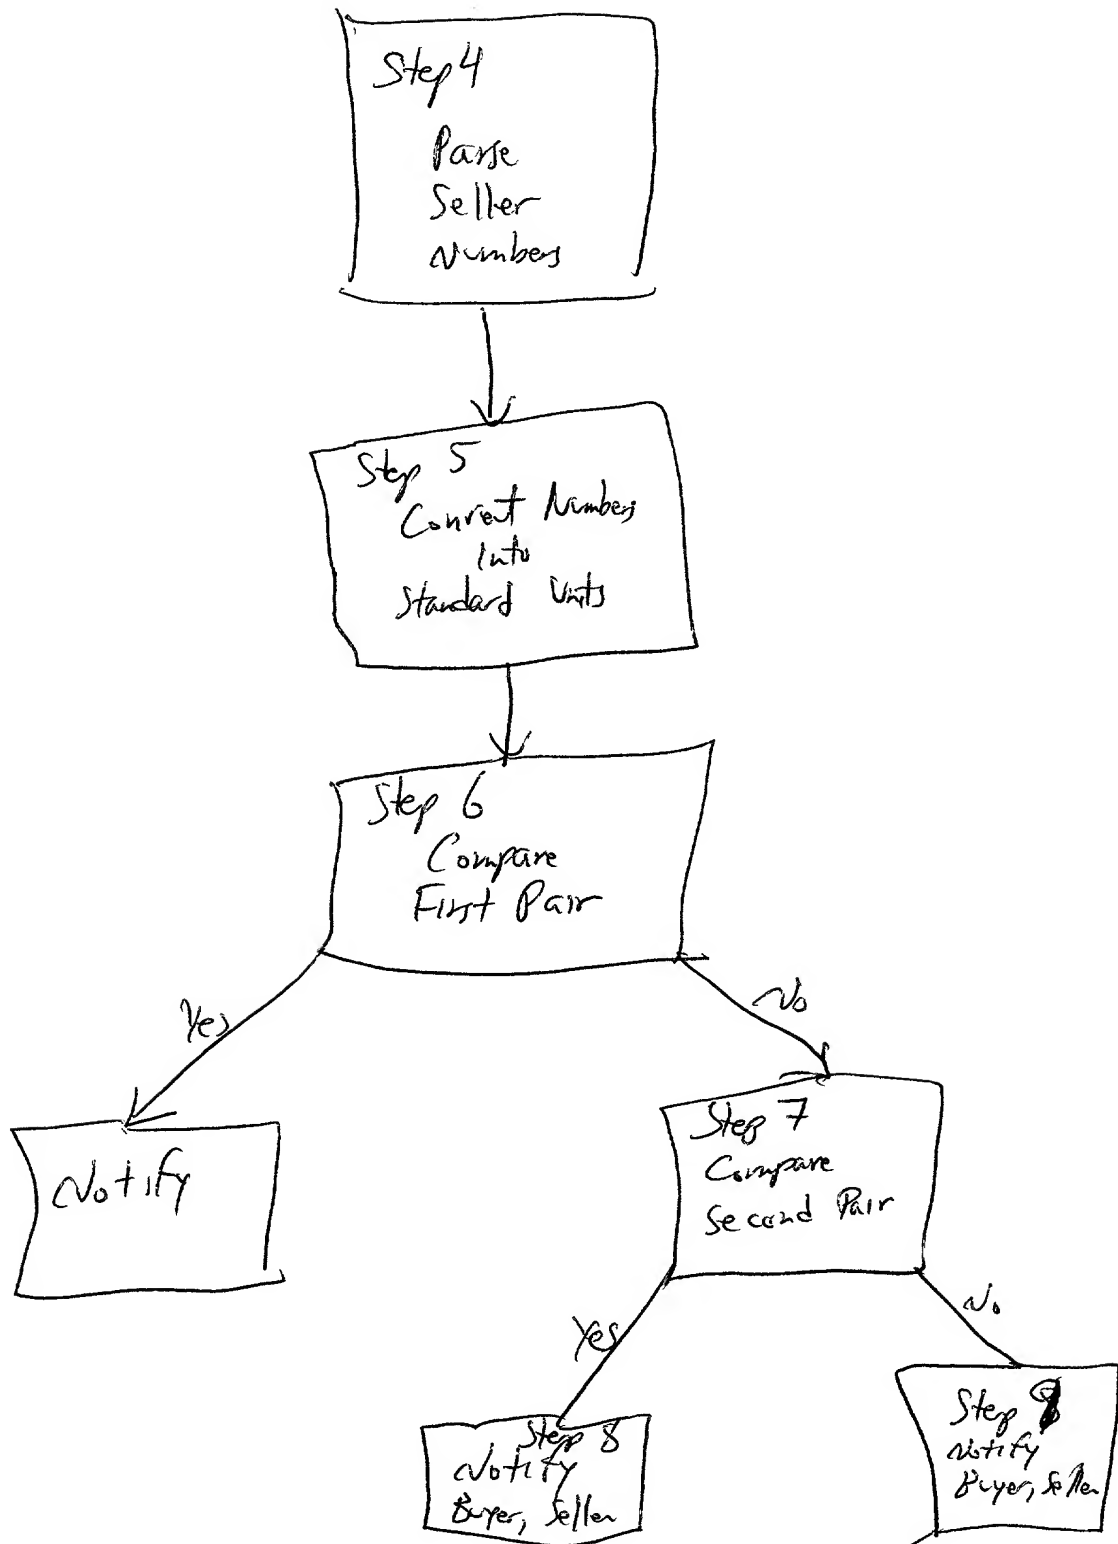 Step 4
Parse
Seller
Numbers
Step 5
Convert Numbers
Into
Standard Units
Step 6
Compare
First Pair
Yes
No
Notify
Step 7
Compare
Second Pair
Yes
No
Step 8
Notify
Buyer, Seller
Step
Notify
Buyer, Seller